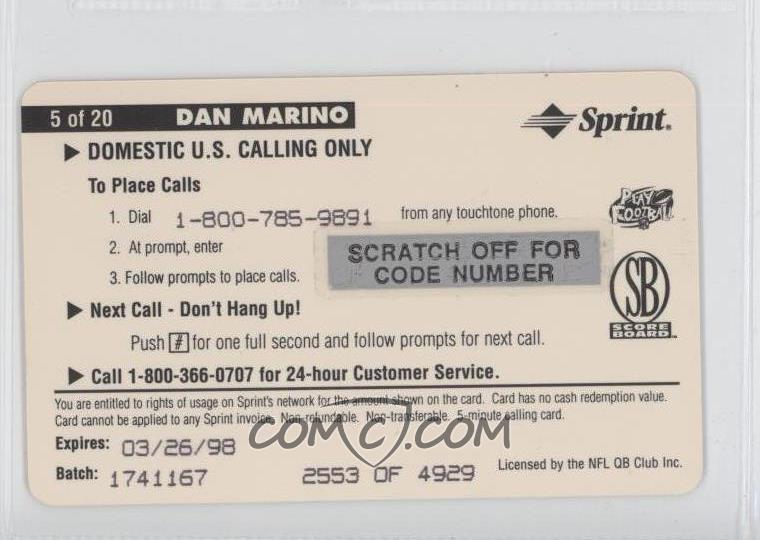 5 of 20 DAN MARINO
Sprint.
▶ DOMESTIC U.S. CALLING ONLY
To Place Calls
1. Dial 1-800-785-9891 from any touchtone phone.
PLAY FOOTBALL
2. At prompt, enter
SCRATCH OFF FOR
CODE NUMBER
3. Follow prompts to place calls.
SB
SCORE
BOARD
▶ Next Call - Don't Hang Up!
Push # for one full second and follow prompts for next call.
▶ Call 1-800-366-0707 for 24-hour Customer Service.
You are entitled to rights of usage on Sprint's network for the amount shown on the card. Card has no cash redemption value.
Card cannot be applied to any Sprint invoice. Non-refundable. Non-transferable. 5-minute calling card.
COMC.COM
Expires: 03/26/98
Batch: 1741167 2553 OF 4929 Licensed by the NFL QB Club Inc.